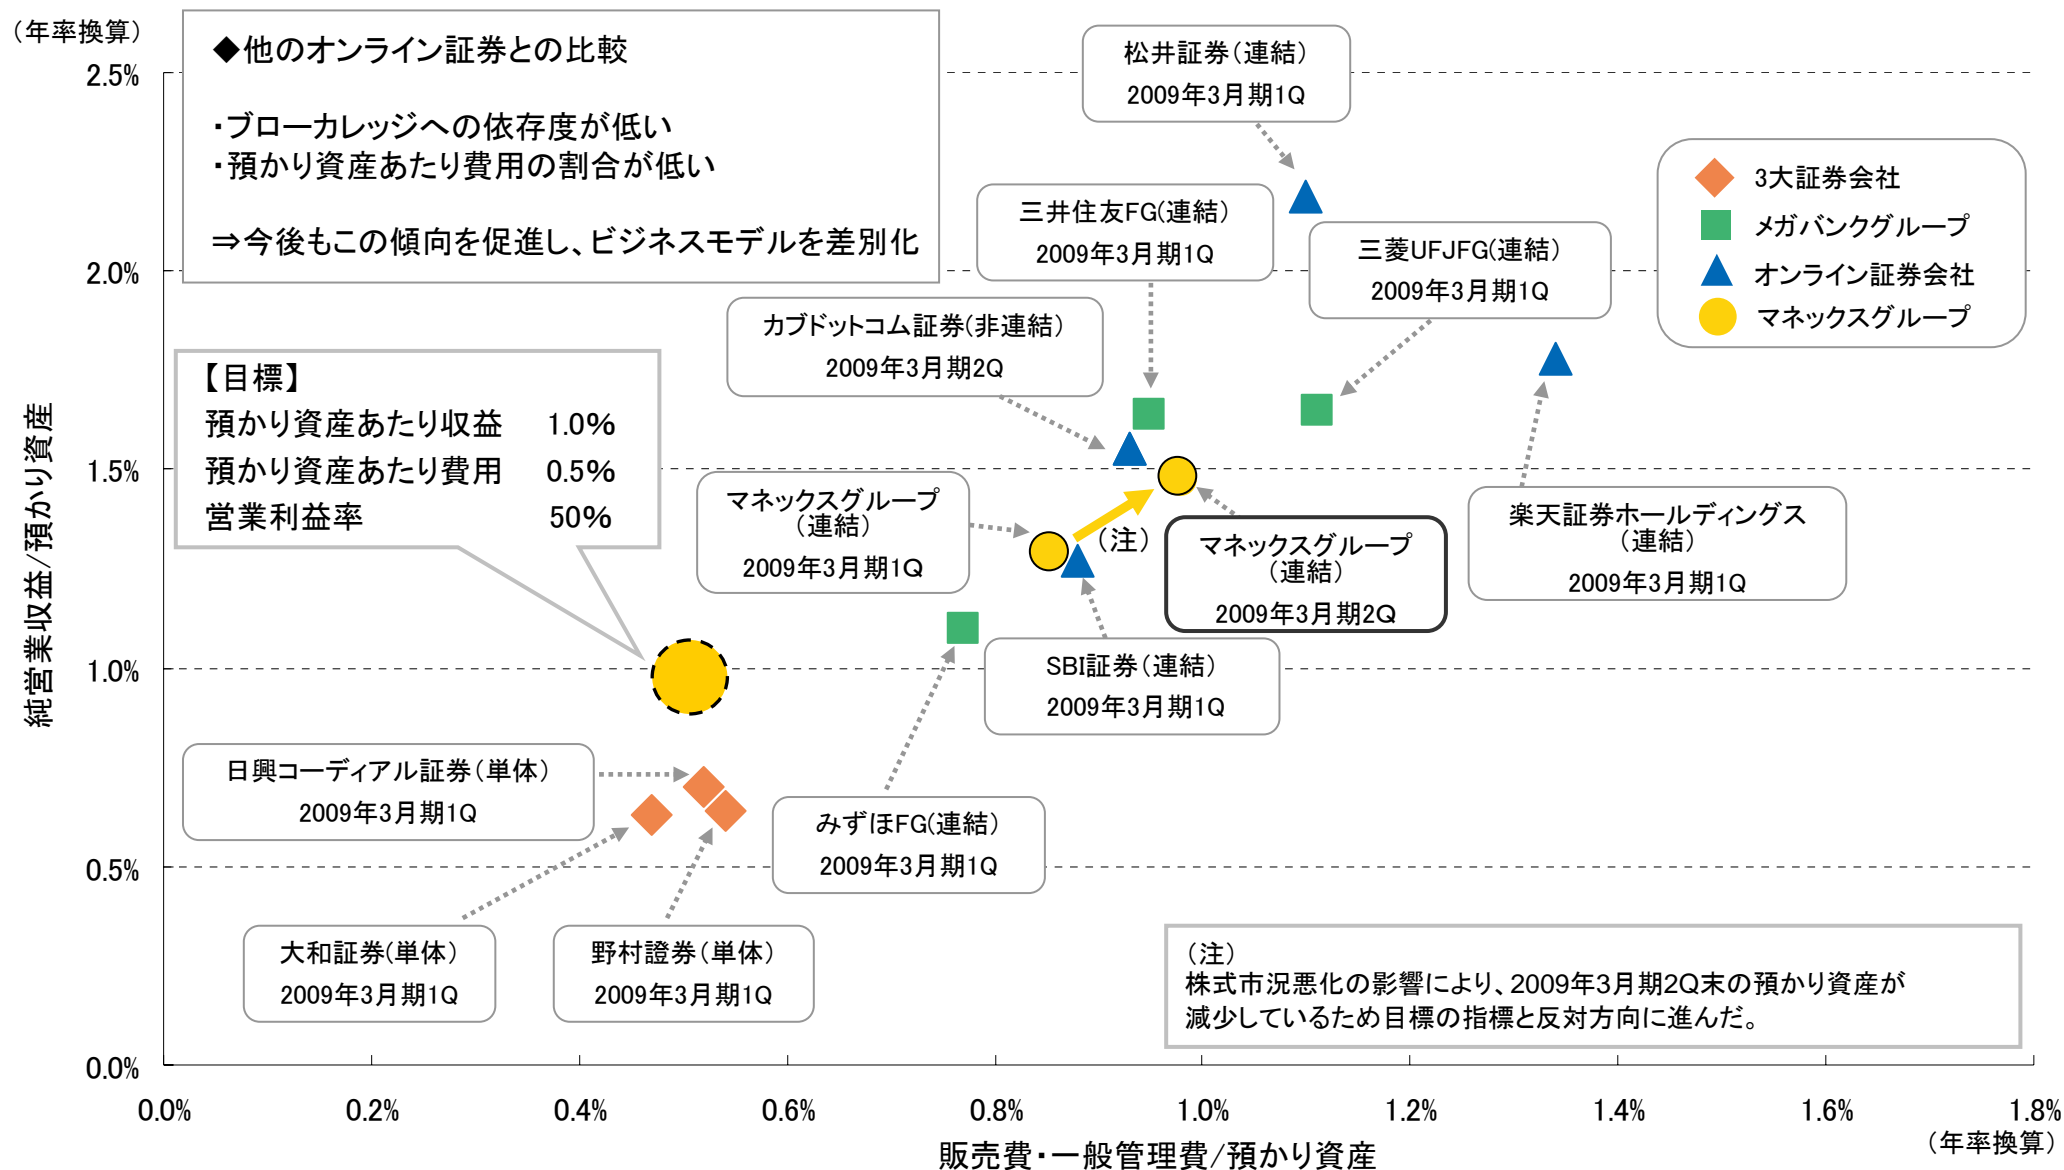 （年率換算）
◆他のオンライン証券との比較
・ブローカレッジへの依存度が低い
・預かり資産あたり費用の割合が低い
⇒今後もこの傾向を促進し、ビジネスモデルを差別化
松井証券（連結）
2009年3月期1Q
三井住友FG(連結）
2009年3月期1Q
三菱UFJFG(連結）
2009年3月期1Q
3大証券会社
メガバンクグループ
オンライン証券会社
マネックスグループ
カブドットコム証券(非連結）
2009年3月期2Q
【目標】
預かり資産あたり収益 1.0%
預かり資産あたり費用 0.5%
営業利益率 50%
マネックスグループ
（連結）
2009年3月期1Q
（注）
マネックスグループ
（連結）
2009年3月期2Q
楽天証券ホールディングス
（連結）
2009年3月期1Q
SBI証券（連結）
2009年3月期1Q
日興コーディアル証券（単体）
2009年3月期1Q
みずほFG(連結）
2009年3月期1Q
大和証券(単体）
2009年3月期1Q
野村證券（単体）
2009年3月期1Q
（注）
株式市況悪化の影響により、2009年3月期2Q末の預かり資産が
減少しているため目標の指標と反対方向に進んだ。
純営業収益/預かり資産
2.5%
2.0%
1.5%
1.0%
0.5%
0.0%
0.0% 0.2% 0.4% 0.6% 0.8% 1.0% 1.2% 1.4% 1.6% 1.8%
販売費・一般管理費/預かり資産
（年率換算）